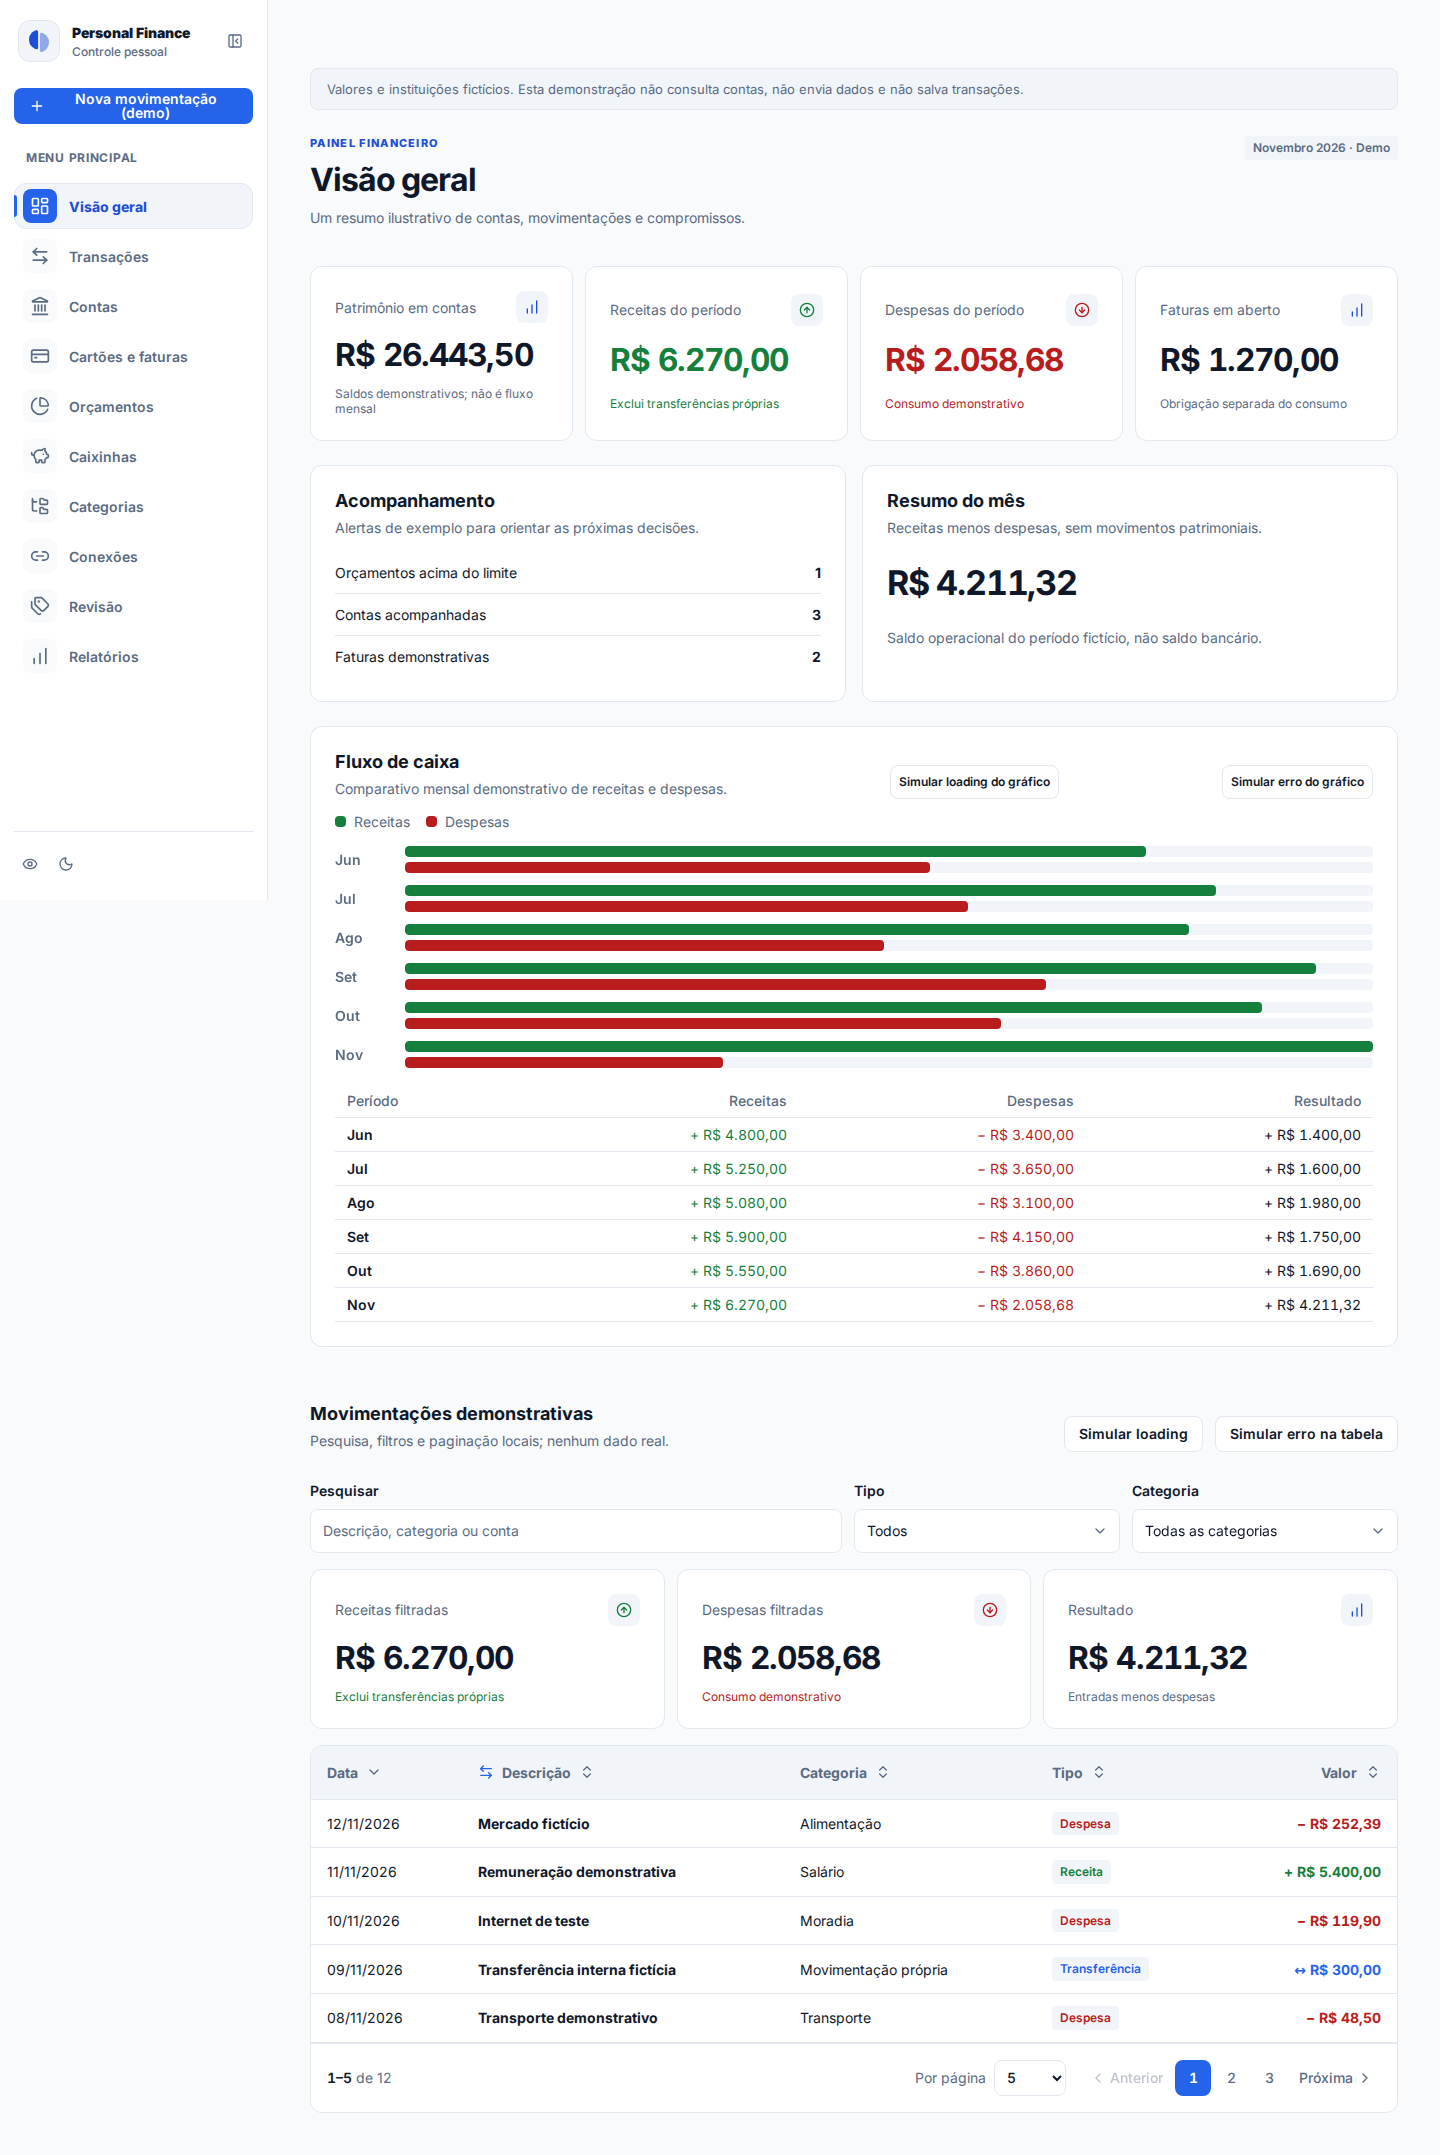 Personal Finance
Controle pessoal
Nova movimentação
(demo)
MENU PRINCIPAL
Visão geral
Transações
Contas
Cartões e faturas
Orçamentos
Caixinhas
Categorias
Conexões
Revisão
Relatórios
Valores e instituições fictícios. Esta demonstração não consulta contas, não envia dados e não salva transações.
PAINEL FINANCEIRO
Novembro 2026 · Demo
Visão geral
Um resumo ilustrativo de contas, movimentações e compromissos.
Patrimônio em contas
R$ 26.443,50
Saldos demonstrativos; não é fluxo
mensal
Receitas do período
R$ 6.270,00
Exclui transferências próprias
Despesas do período
R$ 2.058,68
Consumo demonstrativo
Faturas em aberto
R$ 1.270,00
Obrigação separada do consumo
Acompanhamento
Alertas de exemplo para orientar as próximas decisões.
Orçamentos acima do limite 1
Contas acompanhadas 3
Faturas demonstrativas 2
Resumo do mês
Receitas menos despesas, sem movimentos patrimoniais.
R$ 4.211,32
Saldo operacional do período fictício, não saldo bancário.
Fluxo de caixa
Comparativo mensal demonstrativo de receitas e despesas.
Simular loading do gráfico
Simular erro do gráfico
Receitas Despesas
Jun
Jul
Ago
Set
Out
Nov
Período Receitas Despesas Resultado
Jun + R$ 4.800,00 − R$ 3.400,00 + R$ 1.400,00
Jul + R$ 5.250,00 − R$ 3.650,00 + R$ 1.600,00
Ago + R$ 5.080,00 − R$ 3.100,00 + R$ 1.980,00
Set + R$ 5.900,00 − R$ 4.150,00 + R$ 1.750,00
Out + R$ 5.550,00 − R$ 3.860,00 + R$ 1.690,00
Nov + R$ 6.270,00 − R$ 2.058,68 + R$ 4.211,32
Movimentações demonstrativas
Pesquisa, filtros e paginação locais; nenhum dado real.
Simular loading
Simular erro na tabela
Pesquisar
Descrição, categoria ou conta
Tipo
Todos
Categoria
Todas as categorias
Receitas filtradas
R$ 6.270,00
Exclui transferências próprias
Despesas filtradas
R$ 2.058,68
Consumo demonstrativo
Resultado
R$ 4.211,32
Entradas menos despesas
Data Descrição Categoria Tipo Valor
12/11/2026 Mercado fictício Alimentação Despesa − R$ 252,39
11/11/2026 Remuneração demonstrativa Salário Receita + R$ 5.400,00
10/11/2026 Internet de teste Moradia Despesa − R$ 119,90
09/11/2026 Transferência interna fictícia Movimentação própria Transferência ↔ R$ 300,00
08/11/2026 Transporte demonstrativo Transporte Despesa − R$ 48,50
1–5 de 12
Por página 5 Anterior 1 2 3 Próxima